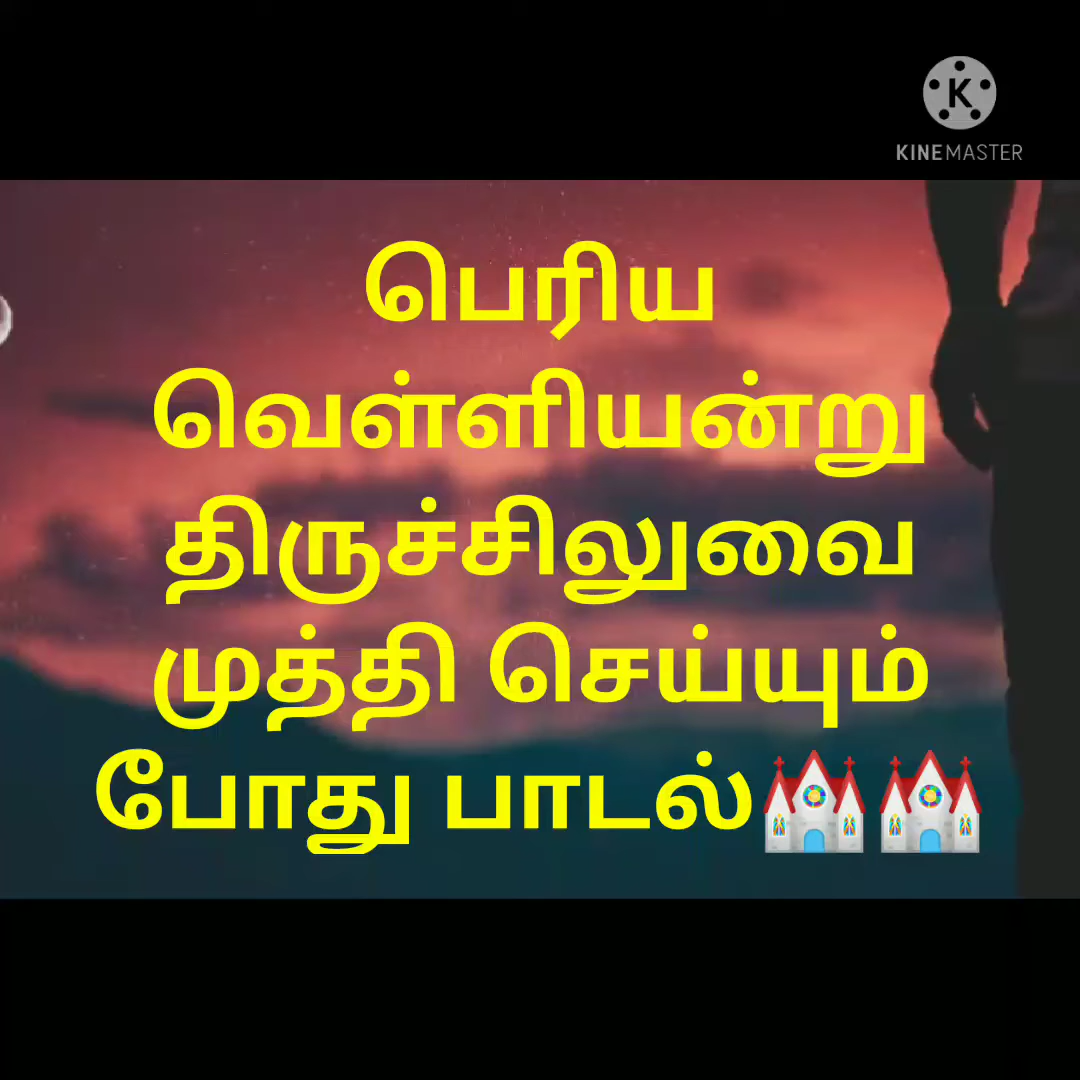 K
KINEMASTER
பெரிய
வெள்ளியன்று
திருச்சிலுவை
முத்தி செய்யும்
போது பாடல்⛪⛪